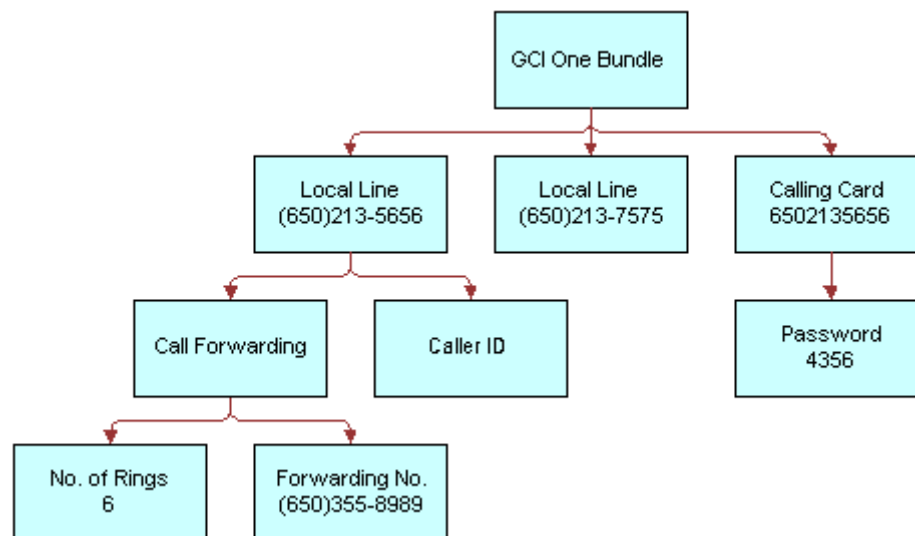 GCI One Bundle
Local Line
(650)213-5656
Local Line
(650)213-7575
Calling Card
6502135656
Call Forwarding
Caller ID
Password
4356
No. of Rings
6
Forwarding No.
(650)355-8989